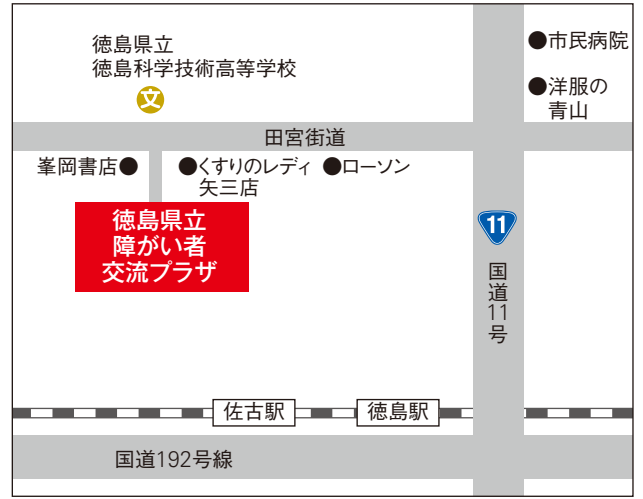 徳島県立
徳島科学技術高等学校
文
●市民病院
●洋服の
青山
田宮街道
峯岡書店●
●くすりのレディ
矢三店
●ローソン
徳島県立
障がい者
交流プラザ
11
国道11号
佐古駅
徳島駅
国道192号線